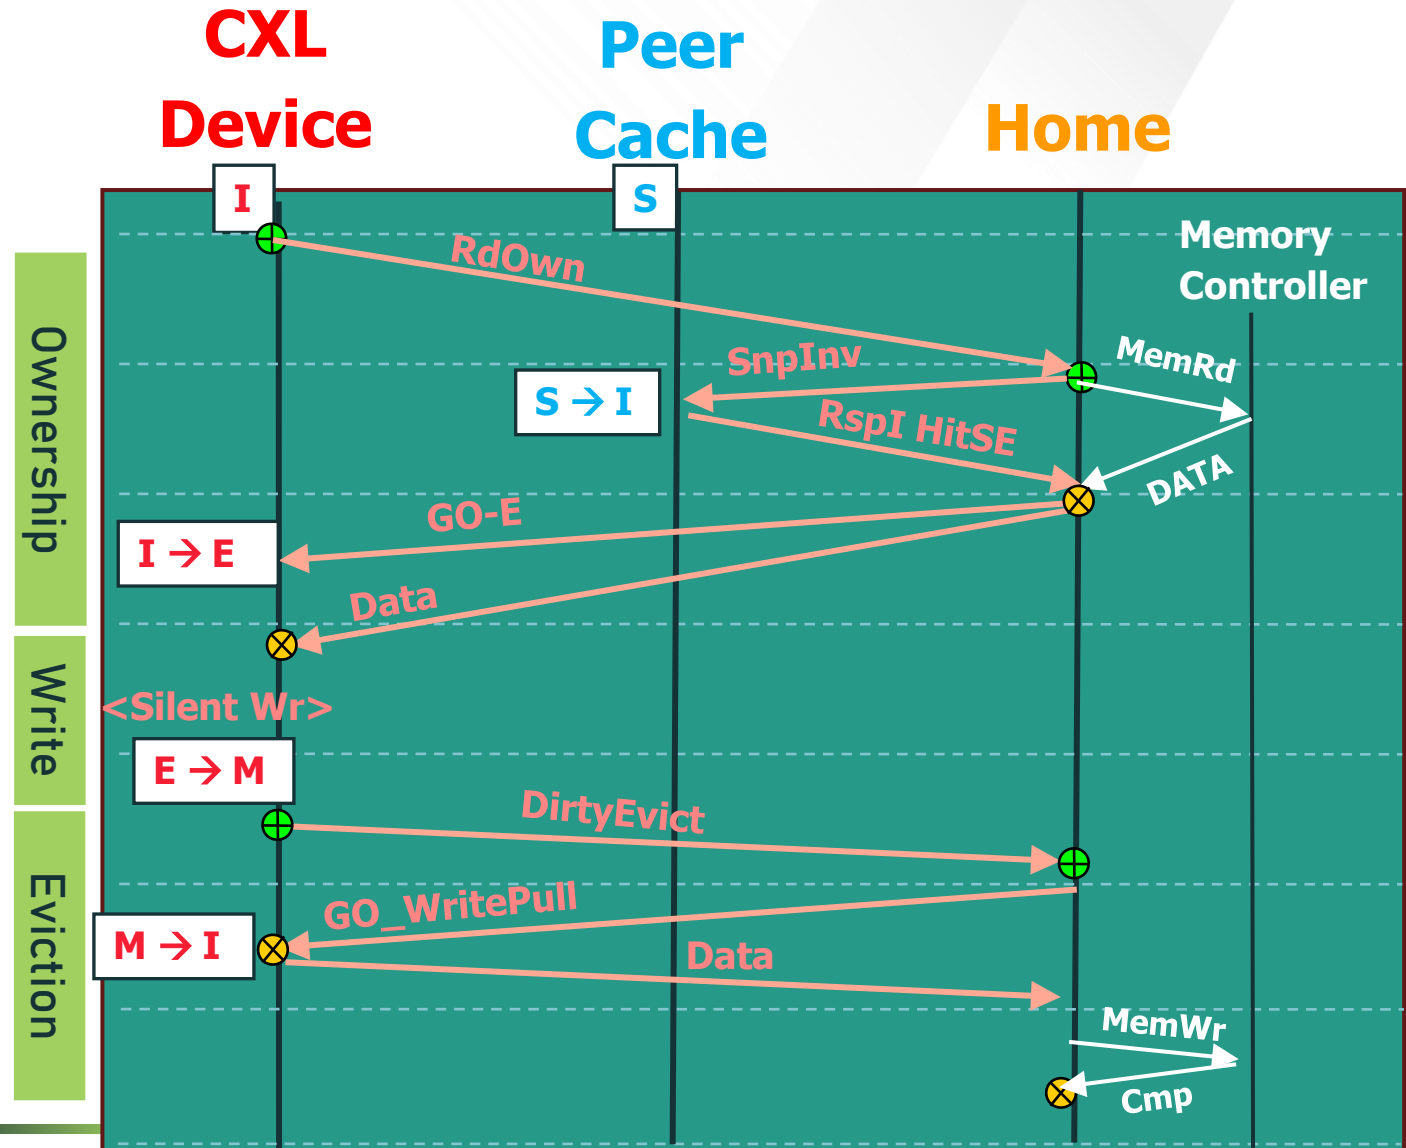 CXL
Device
Peer
Cache
Home
I
S
Memory
Controller
Ownership
RdOwn
SnpInv
MemRd
S → I
RspI HitSE
DATA
GO-E
I → E
Data
Write
<Silent Wr>
E → M
Eviction
DirtyEvict
GO_WritePull
M → I
Data
MemWr
Cmp